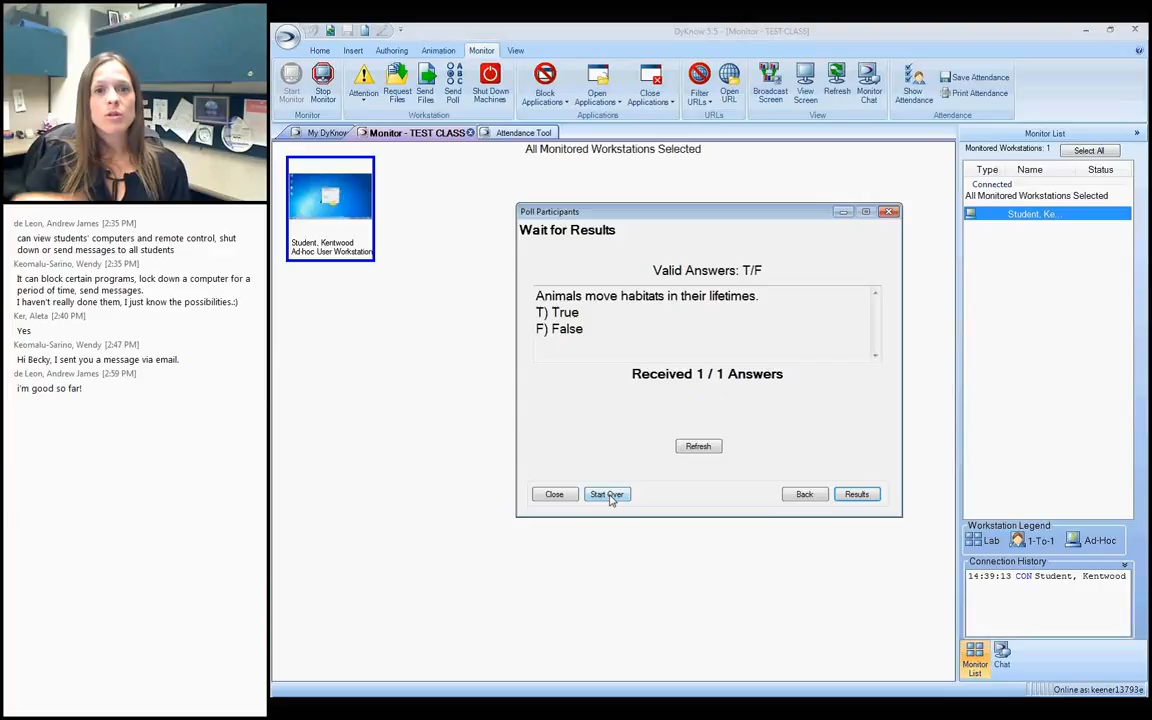 DyKnow 5.5 - [Monitor - TEST CLASS]
Home Insert Authoring Animation Monitor View
Start Monitor
Stop Monitor
Monitor
Attention
Request Files
Send Files
Send Poll
Shut Down Machines
Workstation
Block Applications
Open Applications
Close Applications
Applications
Filter URLs
Open URL
URLs
Broadcast Screen
View Screen
Refresh
Monitor Chat
View
Show Attendance
Save Attendance
Print Attendance
Attendance
My DyKnow Monitor - TEST CLASS Attendance Tool
All Monitored Workstations Selected
Student, Kentwood
Ad-hoc User Workstation
Poll Participants
Wait for Results
Valid Answers: T/F
Animals move habitats in their lifetimes.
T) True
F) False
Received 1 / 1 Answers
Refresh
Close Start Over Back Results
Monitor List
Monitored Workstations: 1 Select All
Type Name Status
Connected
All Monitored Workstations Selected
Student, Ke...
Workstation Legend
Lab 1-To-1 Ad-Hoc
Connection History
14:39:13 CON Student, Kentwood
Monitor List
Chat
Online as: keener13793e
de Leon, Andrew James [2:35 PM]
can view students' computers and remote control, shut
down or send messages to all students
Keomalu-Sarino, Wendy [2:35 PM]
It can block certain programs, lock down a computer for a
period of time, send messages.
I haven't really done them, I just know the possibilities.:)
Ker, Aleta [2:40 PM]
Yes
Keomalu-Sarino, Wendy [2:47 PM]
Hi Becky, I sent you a message via email.
de Leon, Andrew James [2:59 PM]
i'm good so far!